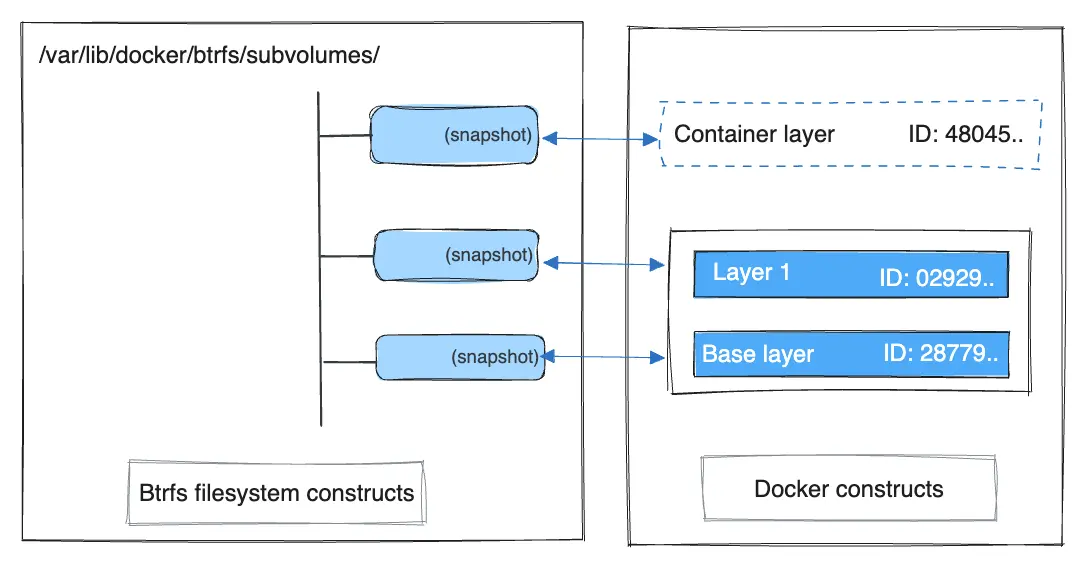 /var/lib/docker/btrfs/subvolumes/
(snapshot)
(snapshot)
(snapshot)
Btrfs filesystem constructs
Container layer ID: 48045..
Layer 1 ID: 02929..
Base layer ID: 28779..
Docker constructs